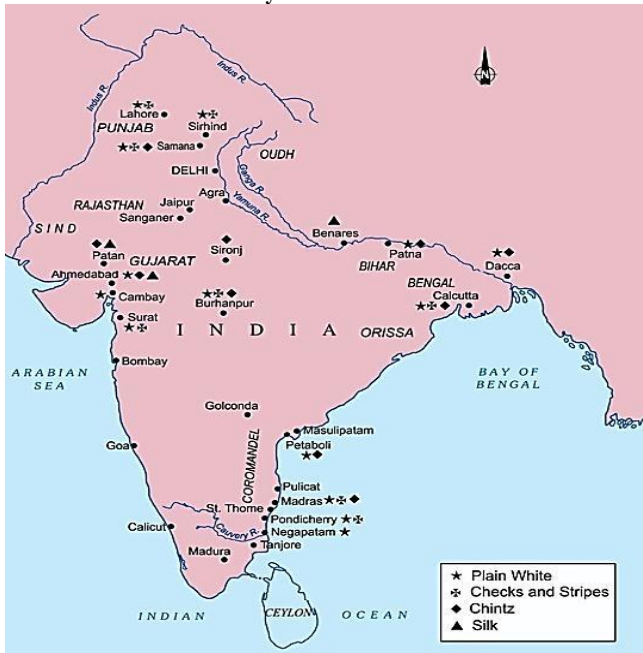 Indus R.
Indus R.
Lahore
PUNJAB
Sirhind
Samana
DELHI
OUDH
Ganga R.
Yamuna R.
Agra
RAJASTHAN
Jaipur
Sanganer
SIND
Benares
Patna
BIHAR
Dacca
BENGAL
Calcutta
Patan
GUJARAT
Sironj
Ahmedabad
Cambay
Burhanpur
Surat
INDIA
ORISSA
Bombay
ARABIAN
SEA
BAY OF
BENGAL
Golconda
Masulipatam
Petaboli
Goa
COROMANDEL
Pulicat
Madras
St. Thome
Pondicherry
Cauvery R.
Negapatam
Calicut
Tanjore
Madura
Plain White
Checks and Stripes
Chintz
Silk
INDIAN OCEAN
CEYLON
N